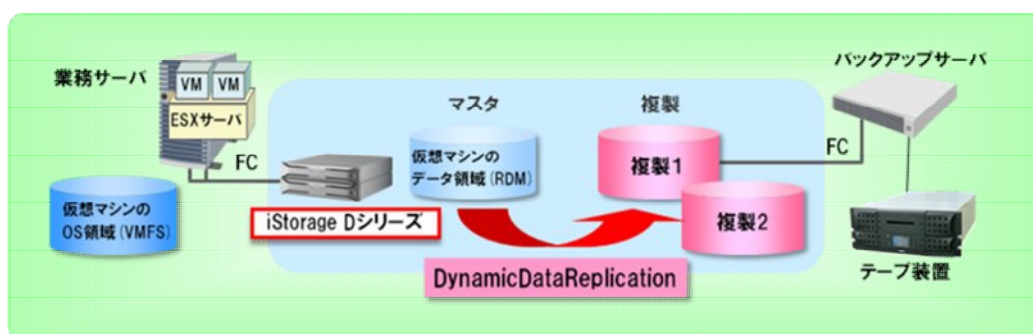 業務サーバ
VM VM
ESXサーバ
FC
仮想マシンの
OS領域(VMFS)
iStorage Dシリーズ
マスタ
仮想マシンの
データ領域(RDM)
複製
複製1
複製2
DynamicDataReplication
バックアップサーバ
FC
テープ装置